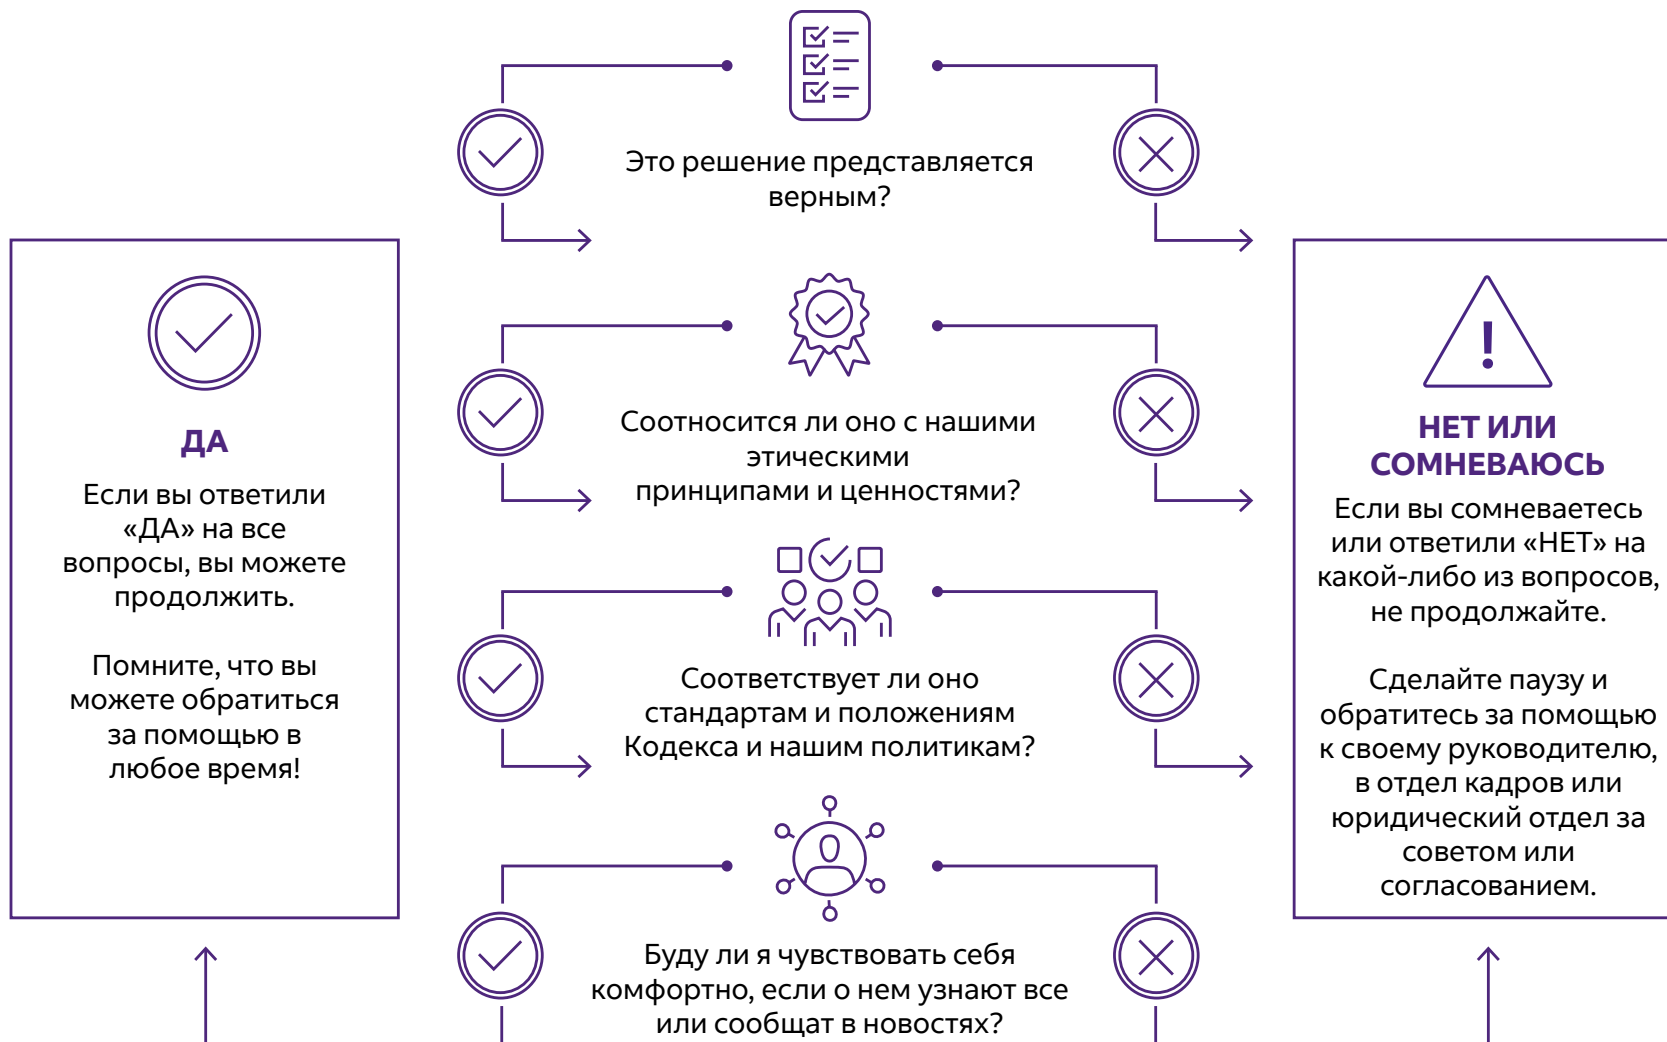 Это решение представляется
верным?
ДА
Если вы ответили
«ДА» на все
вопросы, вы можете
продолжить.
Помните, что вы
можете обратиться
за помощью в
любое время!
Соотносится ли оно с нашими
этическими
принципами и ценностями?
Соответствует ли оно
стандартам и положениям
Кодекса и нашим политикам?
Буду ли я чувствовать себя
комфортно, если о нем узнают все
или сообщат в новостях?
НЕТ ИЛИ
СОМНЕВАЮСЬ
Если вы сомневаетесь
или ответили «НЕТ» на
какой-либо из вопросов,
не продолжайте.
Сделайте паузу и
обратитесь за помощью
к своему руководителю,
в отдел кадров или
юридический отдел за
советом или
согласованием.